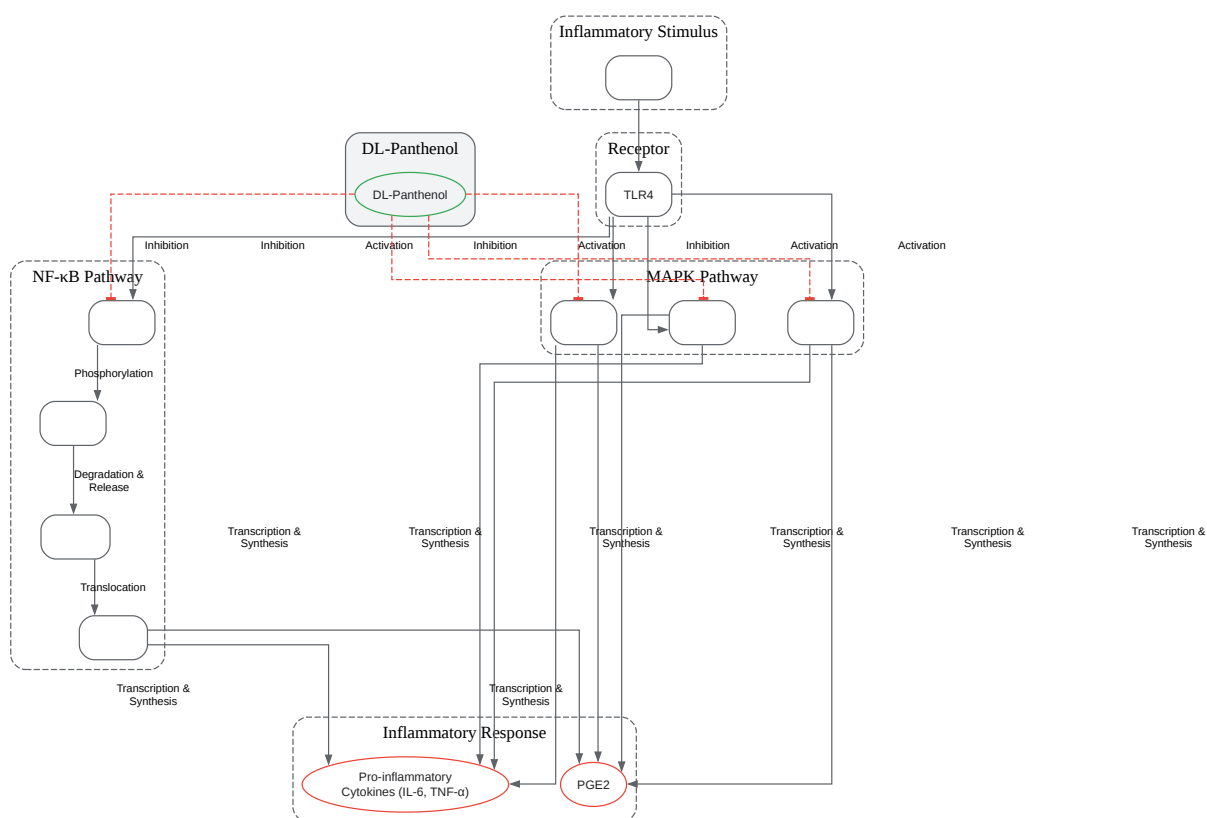 Inflammatory Stimulus
DL-Panthenol
Receptor
DL-Panthenol
TLR4
Inhibition
Inhibition
Activation
Inhibition
Activation
Inhibition
Activation
Activation
NF-κB Pathway
MAPK Pathway
Phosphorylation
Degradation &
Release
Transcription &
Synthesis
Transcription &
Synthesis
Transcription &
Synthesis
Transcription &
Synthesis
Transcription &
Synthesis
Transcription &
Synthesis
Translocation
Transcription &
Synthesis
Transcription &
Synthesis
Inflammatory Response
Pro-inflammatory
Cytokines (IL-6, TNF-α)
PGE2